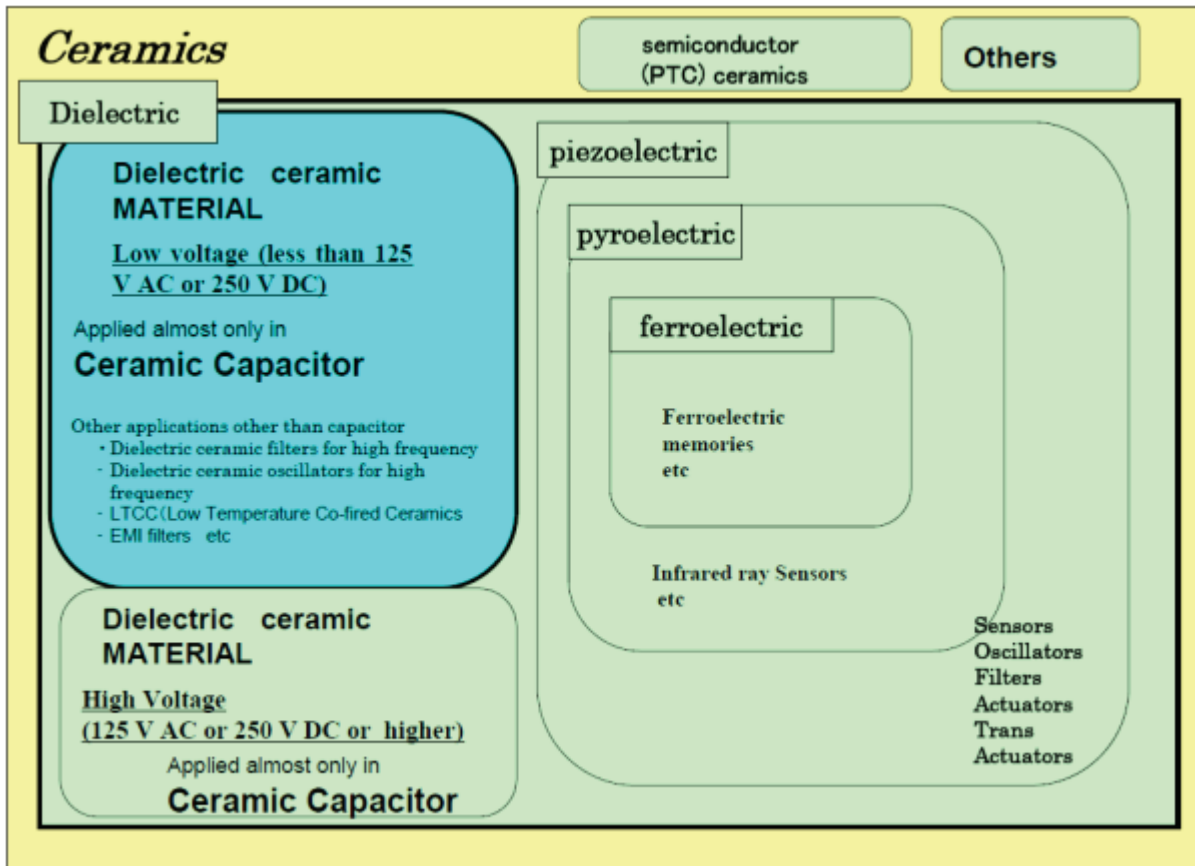 Ceramics
semiconductor
(PTC) ceramics
Others
Dielectric
Dielectric ceramic
MATERIAL
Low voltage (less than 125
V AC or 250 V DC)
Applied almost only in
Ceramic Capacitor
Other applications other than capacitor
・Dielectric ceramic filters for high frequency
- Dielectric ceramic oscillators for high
frequency
- LTCC(Low Temperature Co-fired Ceramics
- EMI filters etc
Dielectric ceramic
MATERIAL
High Voltage
(125 V AC or 250 V DC or higher)
Applied almost only in
Ceramic Capacitor
piezoelectric
pyroelectric
ferroelectric
Ferroelectric
memories
etc
Infrared ray Sensors
etc
Sensors
Oscillators
Filters
Actuators
Trans
Actuators